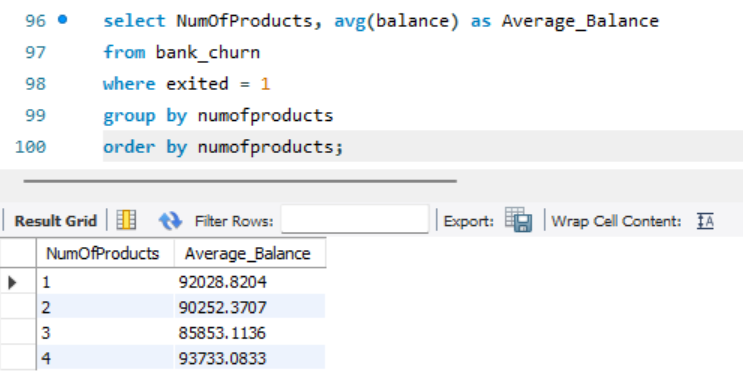 96 select NumOfProducts, avg(balance) as Average_Balance
97 from bank_churn
98 where exited = 1
99 group by numofproducts
100 order by numofproducts;
Result Grid Filter Rows: Export: Wrap Cell Content: IA
NumOfProducts Average_Balance
1 92028.8204
2 90252.3707
3 85853.1136
4 93733.0833